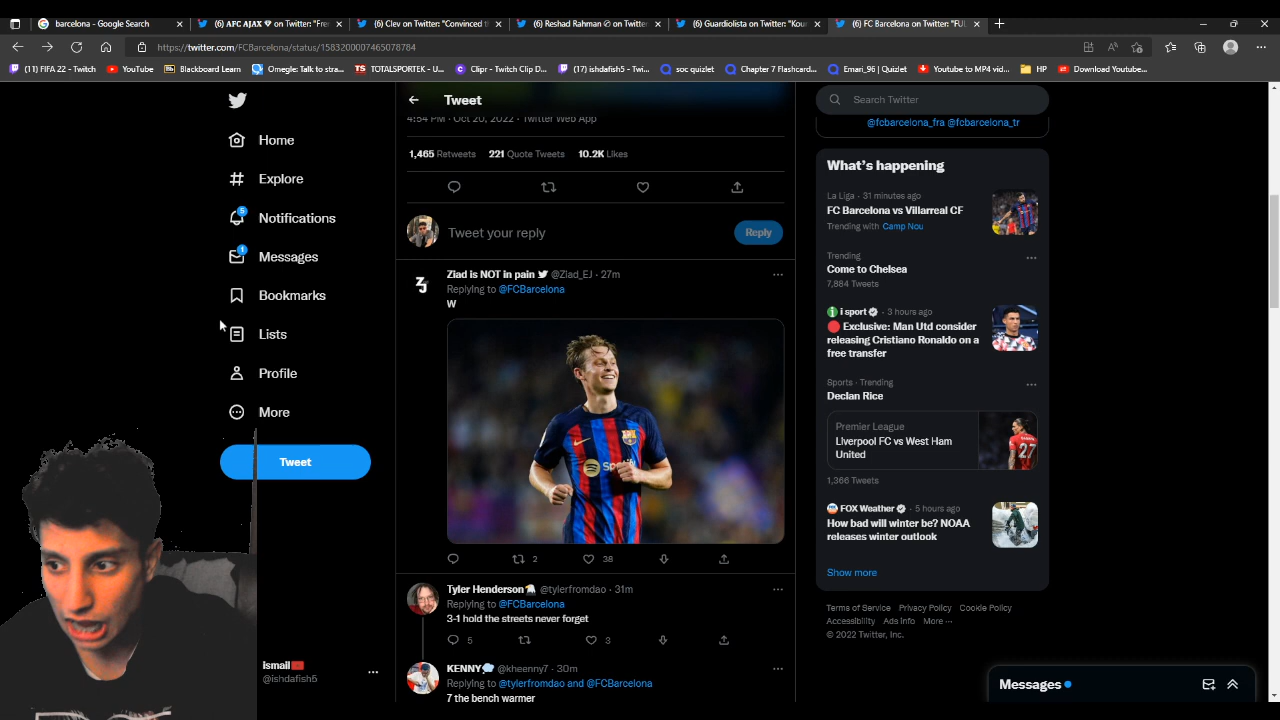 barcelona - Google Search
(6) AFC AJAX on Twitter: "Fren
(6) Clev on Twitter: "Convinced t
(6) Reshad Rahman on Twitter
(6) Guardiolista on Twitter: "Kou
(6) FC Barcelona on Twitter: "FU
https://twitter.com/FCBarcelona/status/1583200007465078784
(11) FIFA 22 - Twitch
YouTube
Blackboard Learn
Omegle: Talk to stra...
TOTALSPORTEK - U...
Clipr - Twitch Clip D...
(17) ishdafish5 - Twi...
soc quizlet
Chapter 7 Flashcard...
Emari_96 | Quizlet
Youtube to MP4 vid...
HP
Download Youtube...
Home
Explore
5
Notifications
1
Messages
Bookmarks
Lists
Profile
More
Tweet
ismail
@ishdafish5
Tweet
4:54 PM · Oct 20, 2022 · Twitter Web App
1,465 Retweets 221 Quote Tweets 10.2K Likes
Tweet your reply
Reply
Ziad is NOT in pain @Ziad_EJ · 27m
Replying to @FCBarcelona
W
Spotify
2 38
Tyler Henderson @tylerfromdao · 31m
Replying to @FCBarcelona
3-1 hold the streets never forget
5 3
KENNY @kheenny7 · 30m
Replying to @tylerfromdao and @FCBarcelona
7 the bench warmer
Search Twitter
@fcbarcelona_fra @fcbarcelona_tr
What's happening
La Liga · 31 minutes ago
FC Barcelona vs Villarreal CF
Trending with Camp Nou
Trending
Come to Chelsea
7,884 Tweets
i sport · 3 hours ago
Exclusive: Man Utd consider
releasing Cristiano Ronaldo on a
free transfer
Sports · Trending
Declan Rice
Premier League
Liverpool FC vs West Ham
United
27
1,366 Tweets
FOX Weather · 5 hours ago
How bad will winter be? NOAA
releases winter outlook
Show more
Terms of Service Privacy Policy Cookie Policy
Accessibility Ads info More ...
© 2022 Twitter, Inc.
Messages